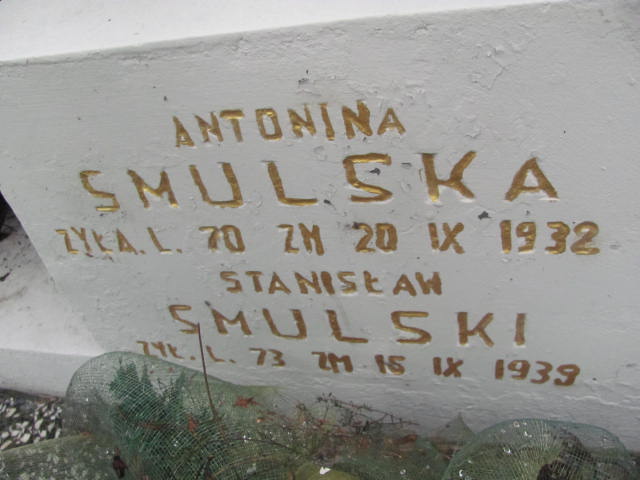 ANTONINA
SMULSKA
ŻYŁA. L. 70 ZM 20 IX 1932
STANISŁAW
SMULSKI
ŻYŁ. L. 73 ZM 15 IX 1939